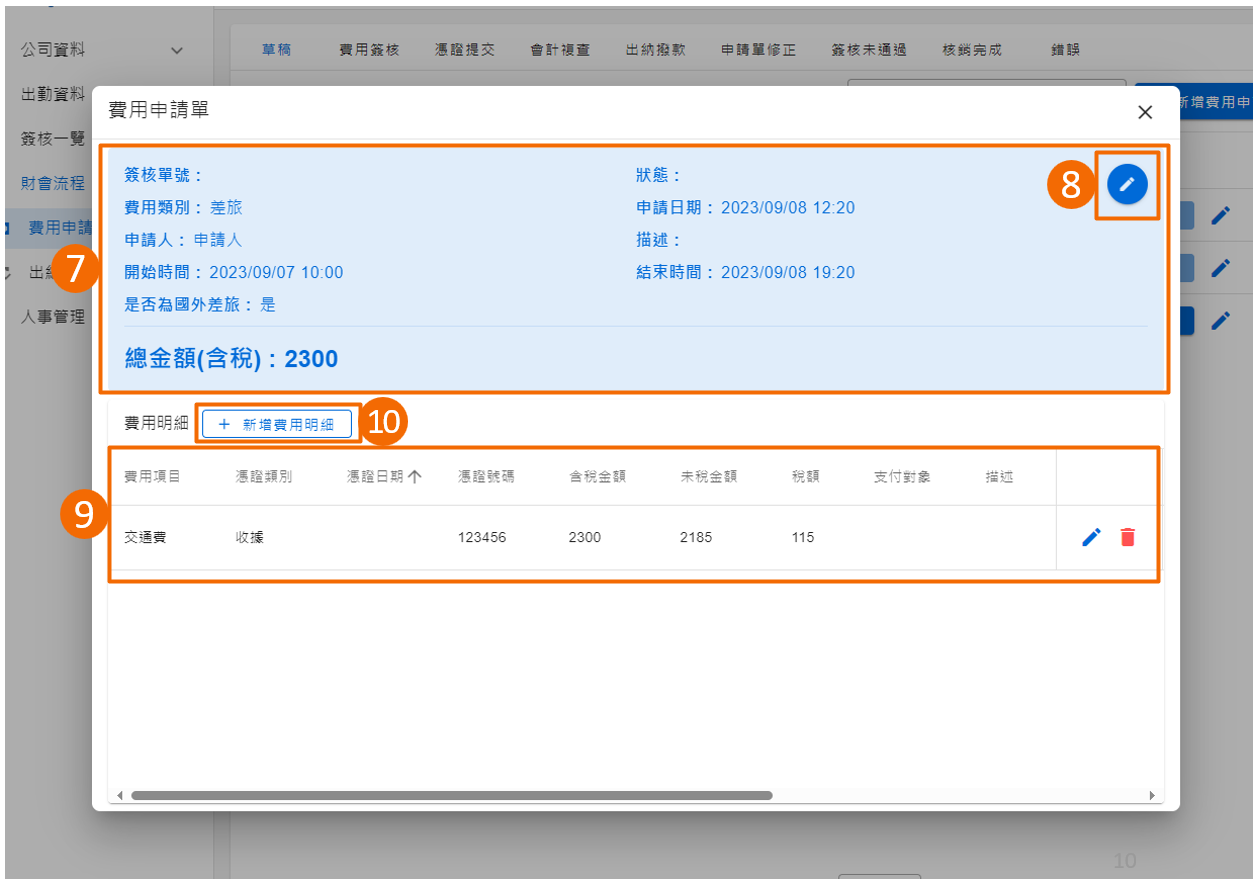 公司資料
草稿 費用簽核 憑證提交 會計複查 出納撥款 申請單修正 簽核未通過 核銷完成 錯誤
出勤資料
新增費用申
費用申請單
簽核一覽
財會流程
費用申請
人事管理
簽核單號：
狀態：
8
費用類別：差旅
申請日期：2023/09/08 12:20
申請人：申請人
描述：
7
開始時間：2023/09/07 10:00
結束時間：2023/09/08 19:20
是否為國外差旅：是
總金額(含稅)：2300
費用明細
+ 新增費用明細
10
費用項目 憑證類別 憑證日期↑ 憑證號碼 含稅金額 未稅金額 稅額 支付對象 描述
9
交通費 收據 123456 2300 2185 115
10